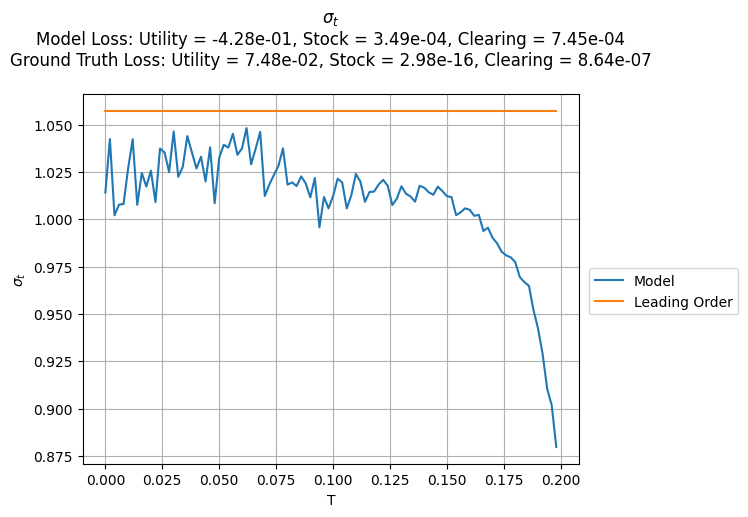 σₜ
Model Loss: Utility = -4.28e-01, Stock = 3.49e-04, Clearing = 7.45e-04
Ground Truth Loss: Utility = 7.48e-02, Stock = 2.98e-16, Clearing = 8.64e-07
1.050
1.025
1.000
0.975
0.950
0.925
0.900
0.875
σₜ
0.000 0.025 0.050 0.075 0.100 0.125 0.150 0.175 0.200
T
Model
Leading Order